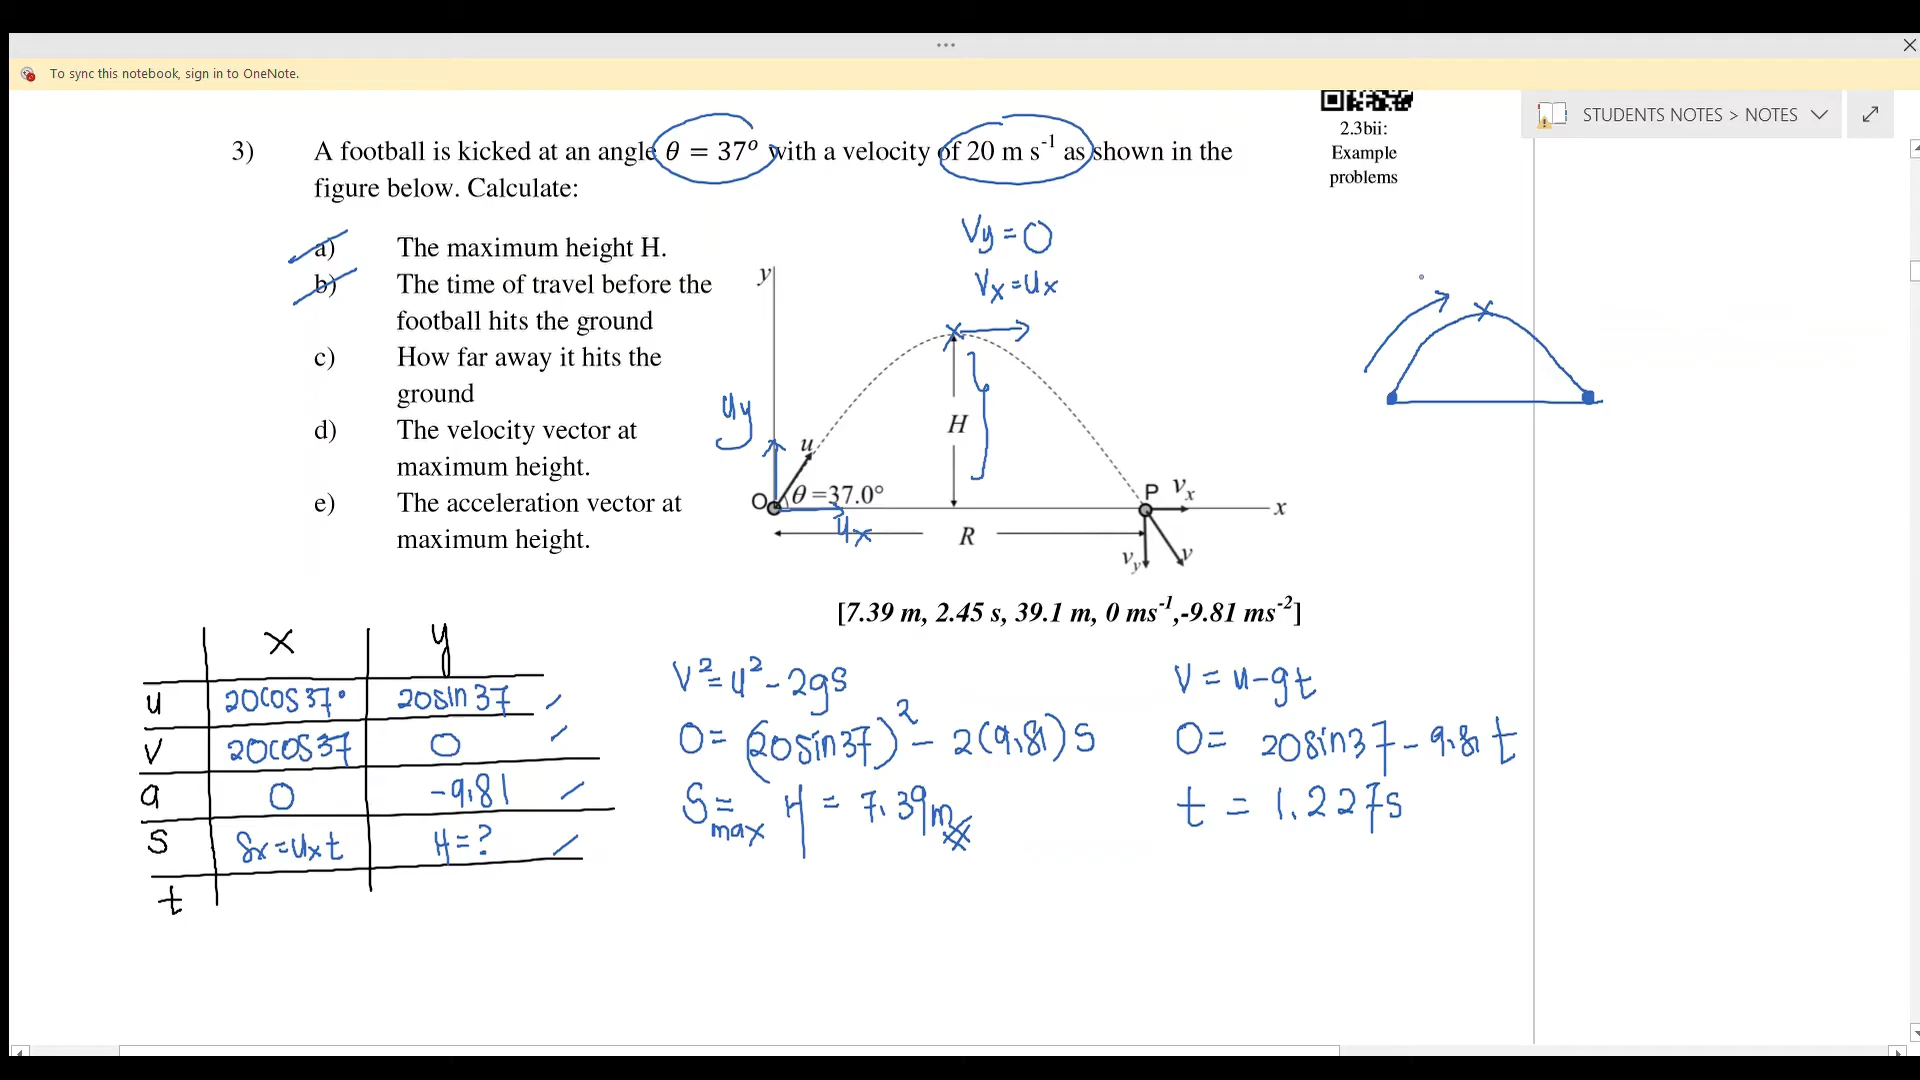 To sync this notebook, sign in to OneNote.
STUDENTS NOTES > NOTES
2.3bii:
Example
problems
3) A football is kicked at an angle θ = 37° with a velocity of 20 m s⁻¹ as shown in the
figure below. Calculate:
a) The maximum height H.
b) The time of travel before the
football hits the ground
c) How far away it hits the
ground
d) The velocity vector at
maximum height.
e) The acceleration vector at
maximum height.
Vy = 0
Vx = Ux
y
uy
u
H
O
θ =37.0°
ux
P
vx
x
R
vy
v
[7.39 m, 2.45 s, 39.1 m, 0 ms⁻¹,-9.81 ms⁻²]
x y
u 20cos37° 20sin37
v 20cos37 0
a 0 -9.81
s Sx = Ux t H = ?
t
V² = U² - 2gs
0 = (20sin37)² - 2(9.81)s
Smax = H = 7.39m
V = u - gt
0 = 20sin37 - 9.81 t
t = 1.227s